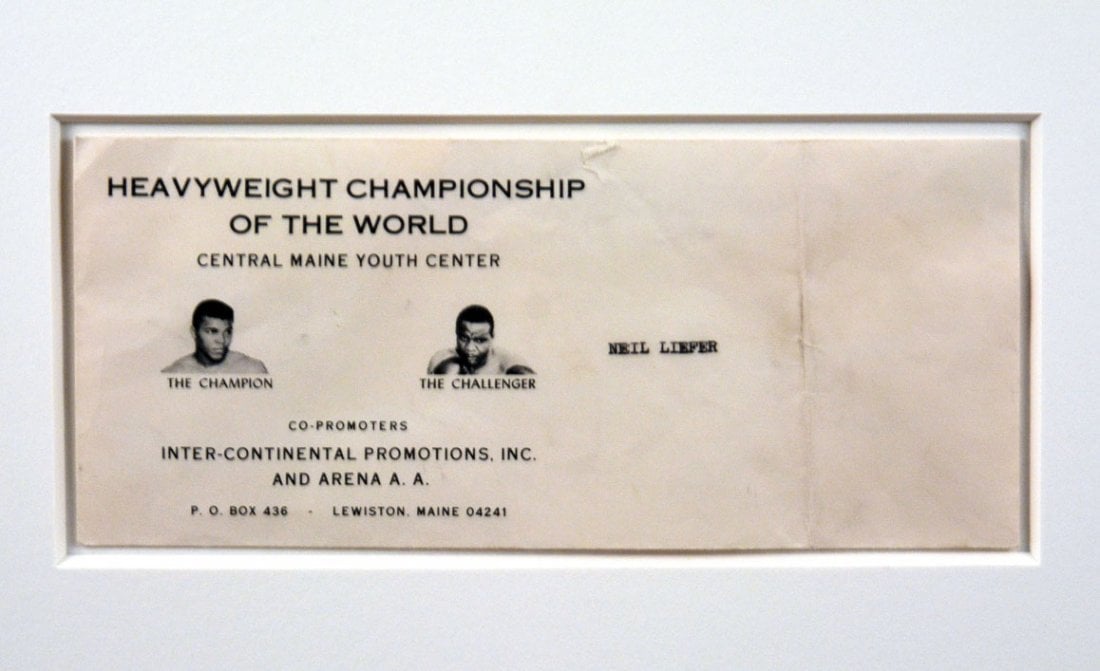 HEAVYWEIGHT CHAMPIONSHIP
OF THE WORLD
CENTRAL MAINE YOUTH CENTER
THE CHAMPION
THE CHALLENGER
NEIL LIEFER
CO-PROMOTERS
INTER-CONTINENTAL PROMOTIONS, INC.
AND ARENA A. A.
P. O. BOX 436 - LEWISTON, MAINE 04241